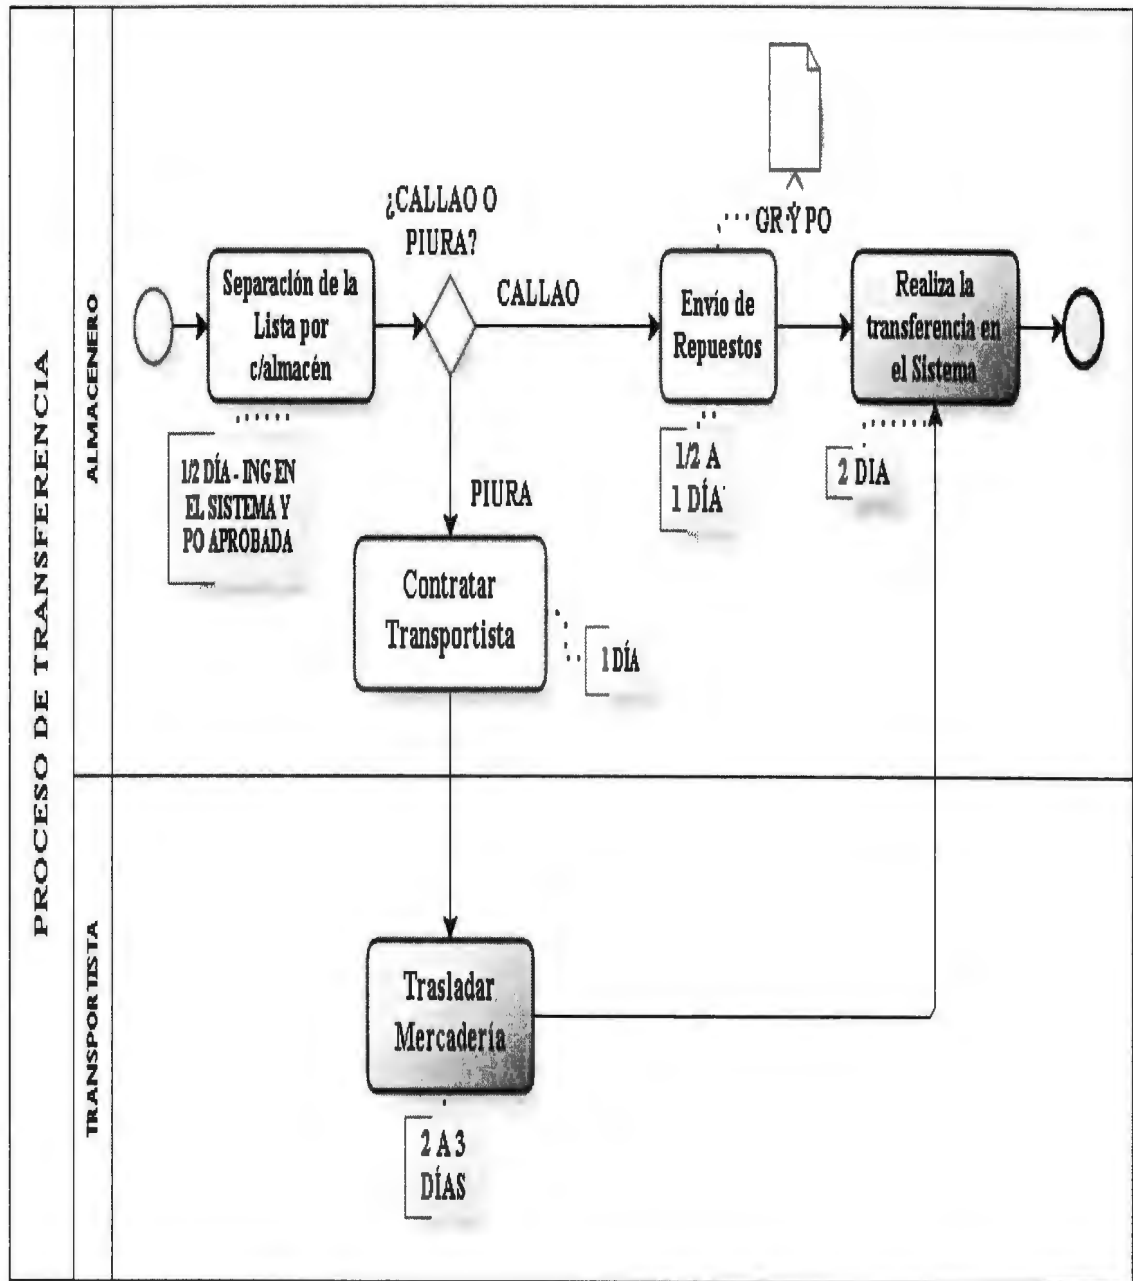 PROCESO DE TRANSFERENCIA
ALMACENERO
¿CALLAO O
PIURA?
GR Y PO
Separación de la
Lista por
c/almacén
CALLAO
Envío de
Repuestos
Realiza la
transferencia en
el Sistema
1/2 DÍA - ING EN
EL SISTEMA Y
PO APROBADA
PIURA
1/2 A
1 DÍA
2 DIA
Contratar
Transportista
1 DÍA
TRANSPORTISTA
Trasladar
Mercadería
2 A 3
DÍAS